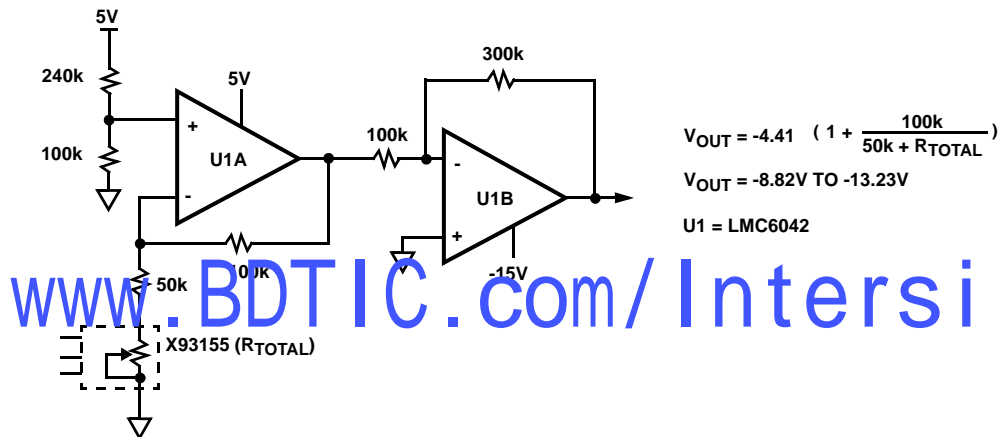 5V
240k
5V
300k
100k
+
U1A
-
100k
-
U1B
+
-15V
100k
50k
X93155 (RTOTAL)
VOUT = -4.41 ( 1 + 100k / 50k + RTOTAL )
VOUT = -8.82V TO -13.23V
U1 = LMC6042
www.BDTIC.com/Intersi